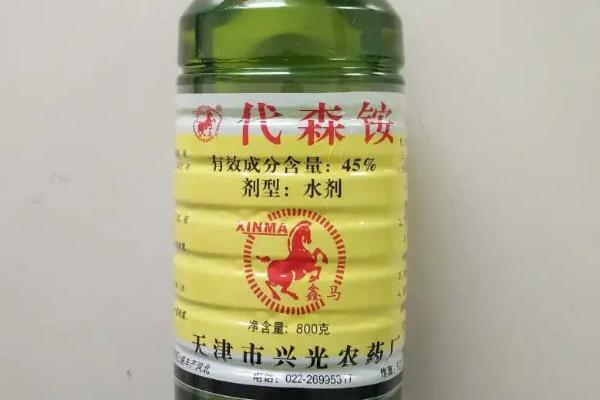 代森铵
有效成分含量：45%
剂型：水剂
XINMA
鑫马
净含量：800克
天津市兴光农药厂
电话：022-26995317